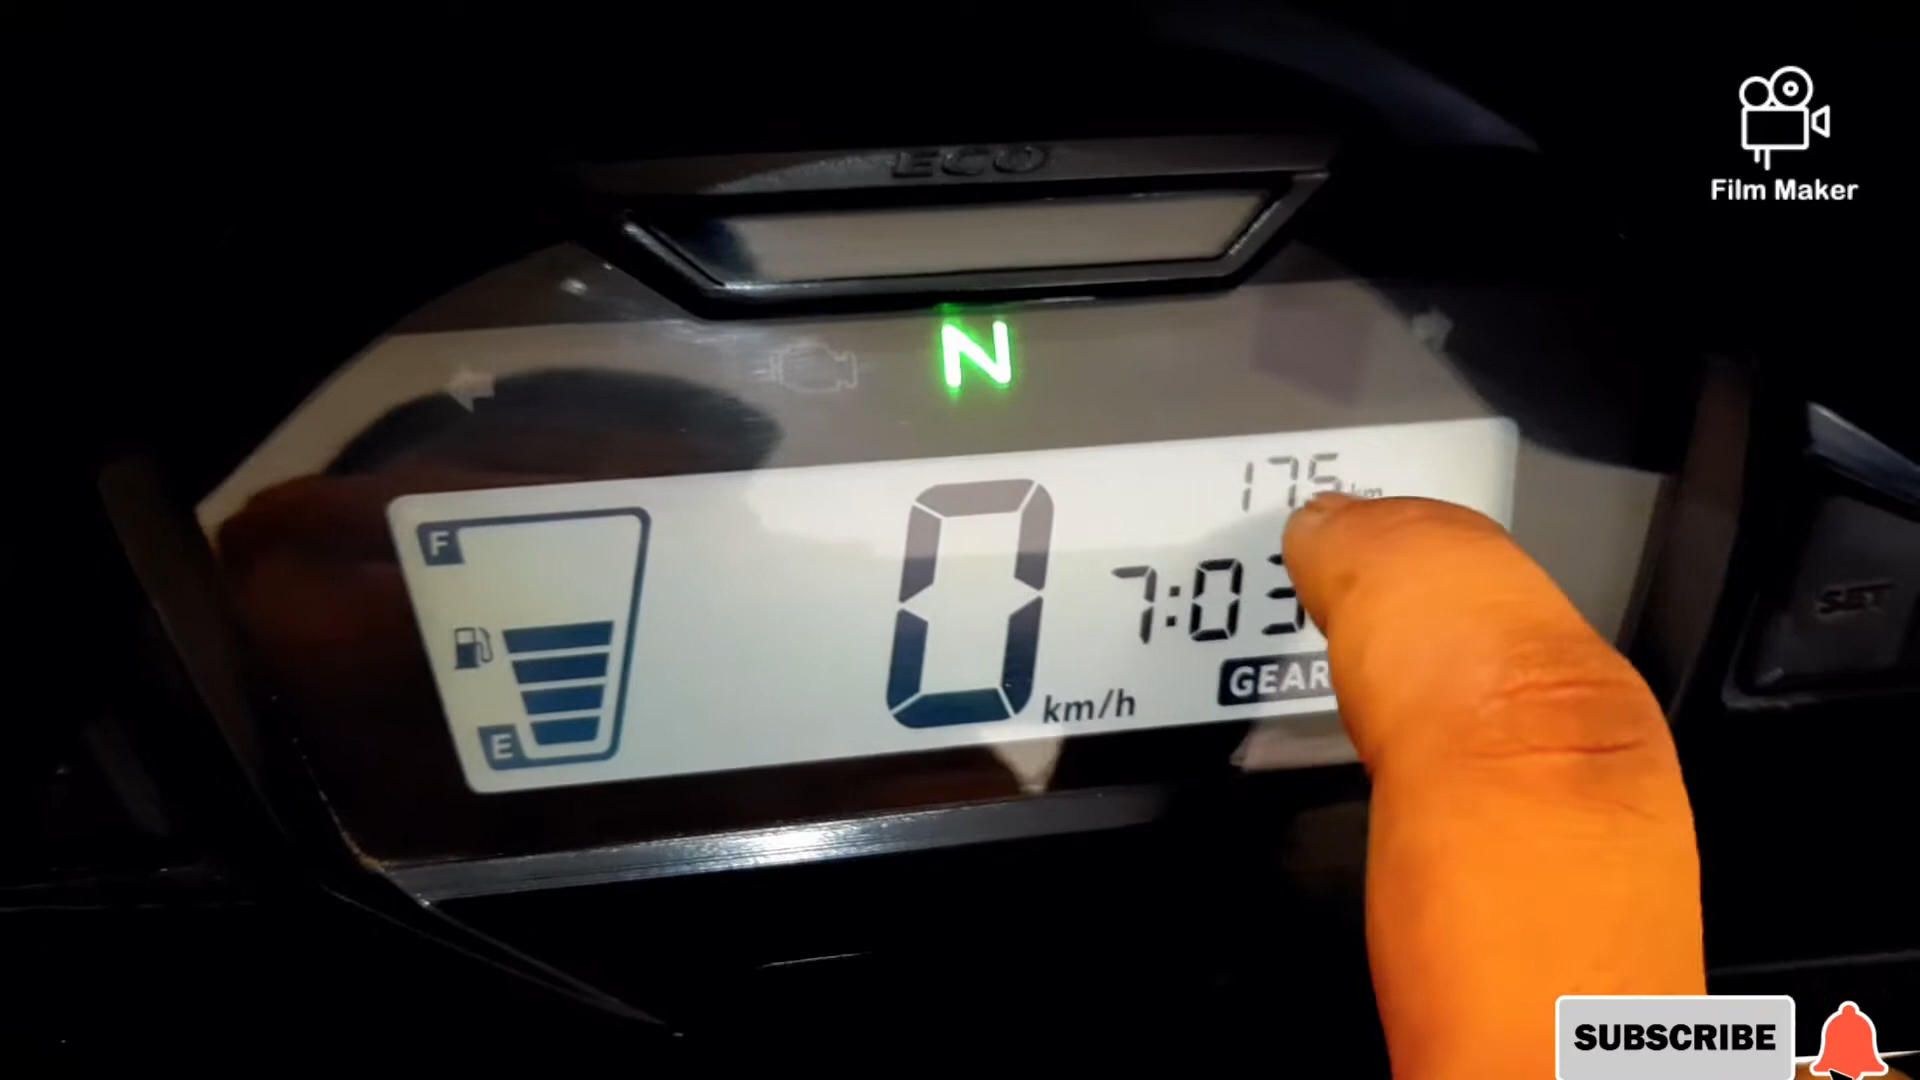 Film Maker
ECO
N
175 km
F
0
7:03
SET
km/h
GEAR
E
SUBSCRIBE